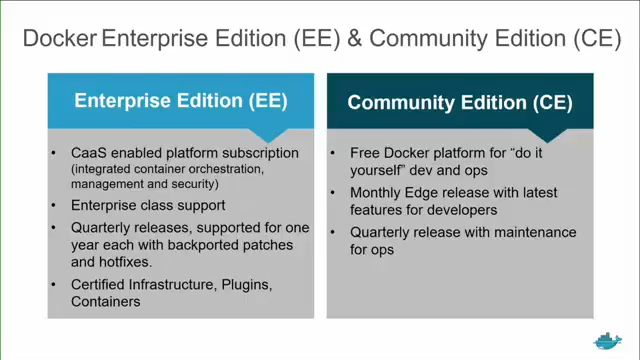 Docker Enterprise Edition (EE) & Community Edition (CE)
Enterprise Edition (EE)
• CaaS enabled platform subscription
(integrated container orchestration,
management and security)
• Enterprise class support
• Quarterly releases, supported for one
year each with backported patches
and hotfixes.
• Certified Infrastructure, Plugins,
Containers
Community Edition (CE)
• Free Docker platform for “do it
yourself” dev and ops
• Monthly Edge release with latest
features for developers
• Quarterly release with maintenance
for ops